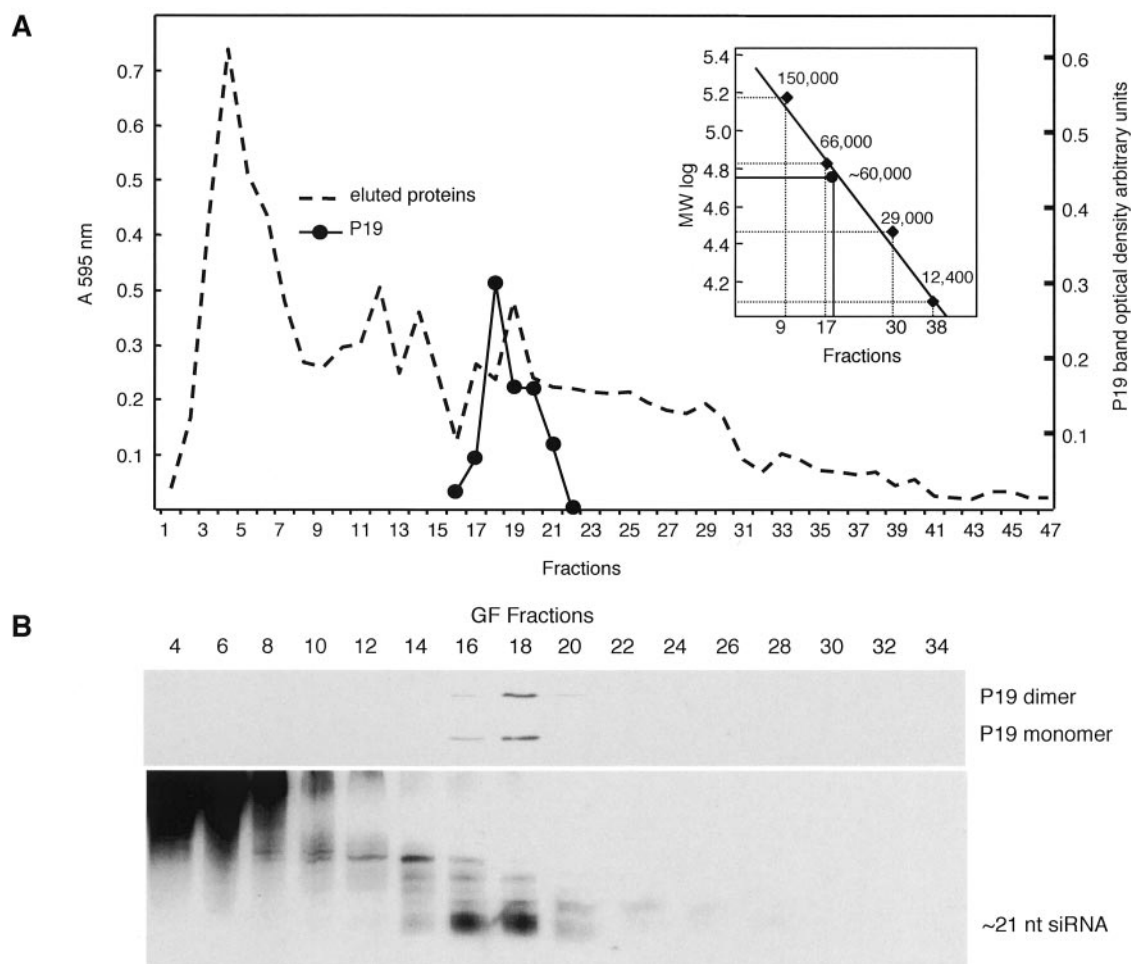 A
A 595 nm
0.7
0.6
0.5
0.4
0.5
0.3
0.2
0.1
eluted proteins
P19
MW log
5.4
5.2
5.0
4.8
4.6
4.4
4.2
150,000
66,000
~60,000
29,000
12,400
9 17 30 38
Fractions
0.6
0.5
0.4
0.3
0.2
0.1
P19 band optical density arbitrary units
1 3 5 7 9 11 13 15 17 19 21 23 25 27 29 31 33 35 37 39 41 43 45 47
Fractions
B
GF Fractions
4 6 8 10 12 14 16 18 20 22 24 26 28 30 32 34
P19 dimer
P19 monomer
~21 nt siRNA